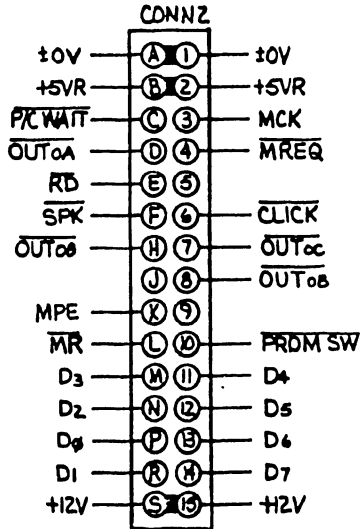 CONN2
±0V A 1 ±0V
+5VR B 2 +5VR
P/C WAIT C 3 MCK
OUT0A D 4 MREQ
RD E 5
SPK F 6 CLICK
OUT0B H 7 OUT0C
J 8 OUT0B
MPE X 9
MR L 10 PROM SW
D3 M 11 D4
D2 N 12 D5
D0 P 13 D6
D1 R 14 D7
+12V S 15 +12V